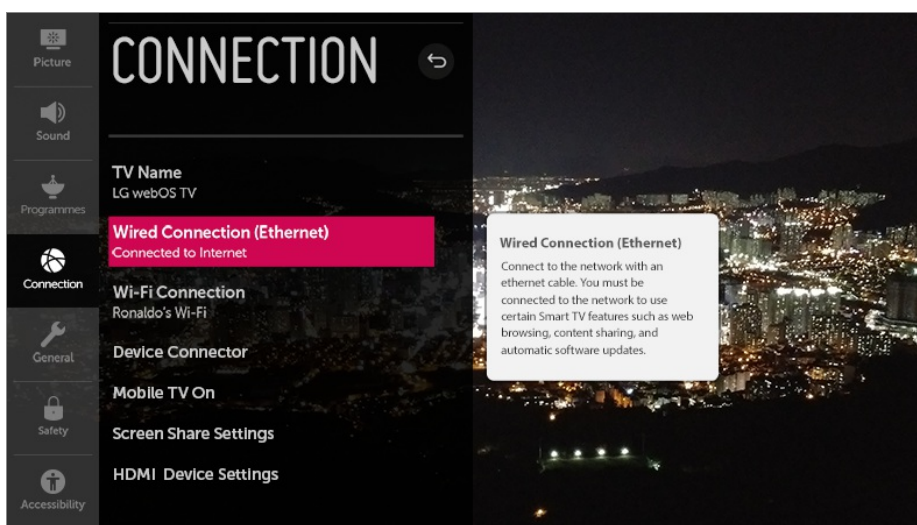 Picture
Sound
Programmes
Connection
General
Safety
Accessibility
CONNECTION
TV Name
LG webOS TV
Wired Connection (Ethernet)
Connected to Internet
Wi-Fi Connection
Ronaldo's Wi-Fi
Device Connector
Mobile TV On
Screen Share Settings
HDMI Device Settings
Wired Connection (Ethernet)
Connect to the network with an
ethernet cable. You must be
connected to the network to use
certain Smart TV features such as web
browsing, content sharing, and
automatic software updates.